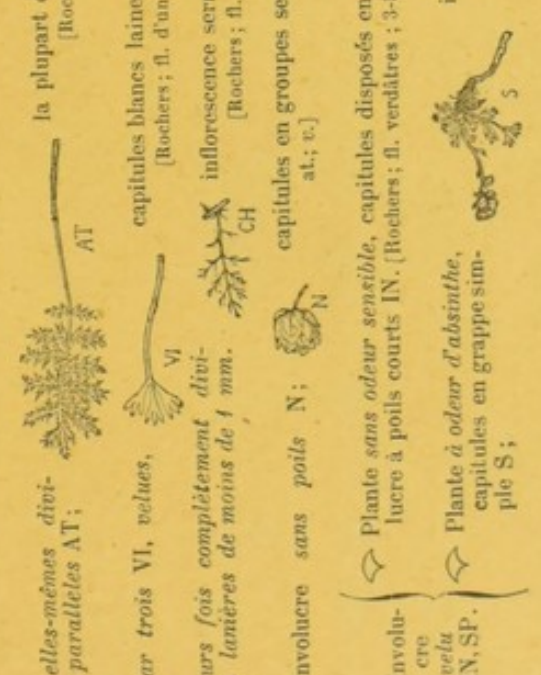 elles-mêmes divi-
parallèles AT;
AT
la plupart
[Roc
ar trois VI, velues,
VI
capitules blancs laine
[Rochers; fl. d'un
urs fois complètement divi-
lanières de moins de 1 mm.
CH
inflorescence ser
[Rochers; fl.
nvolucre sans poils N;
N
capitules en groupes se
at.; v.]
nvolu-
cre
velu
N, SP.
Plante sans odeur sensible, capitules disposés en
lucre à poils courts IN. [Rochers; fl. verdâtres; 3-
Plante à odeur d'absinthe,
capitules en grappe sim-
ple S;
S